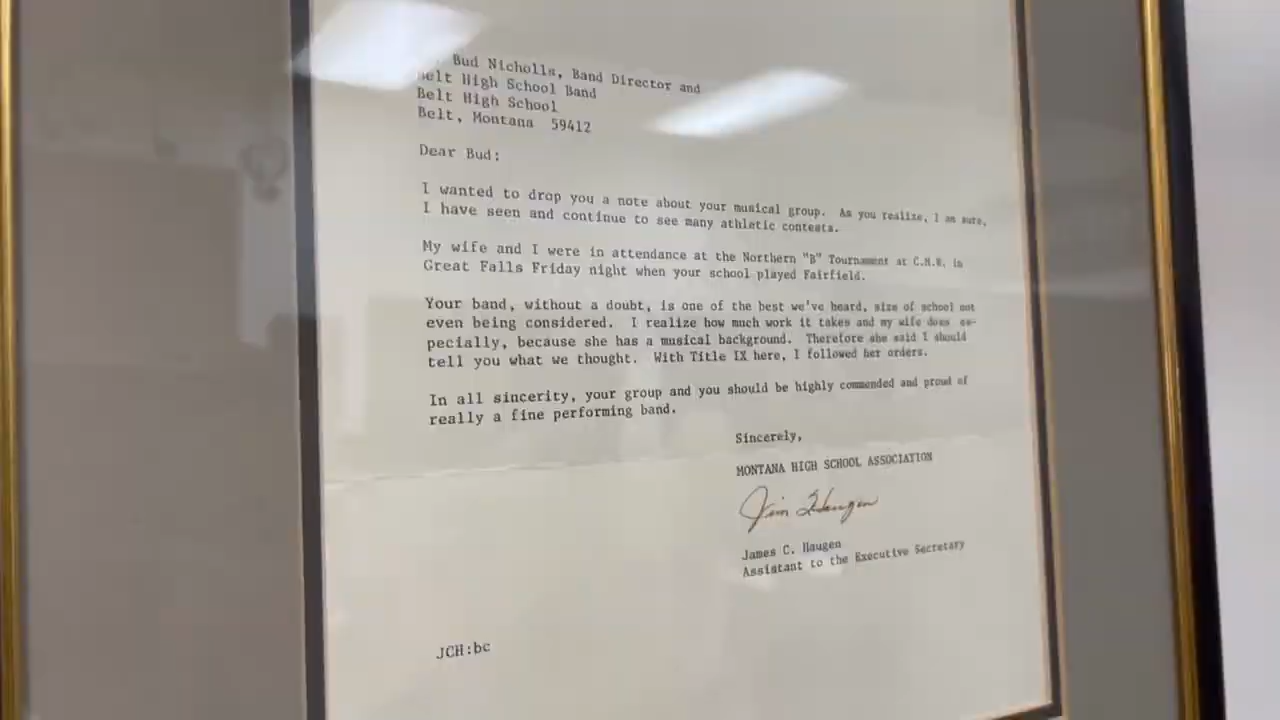 Bud Nicholls, Band Director and
Belt High School Band
Belt High School
Belt, Montana 59412
Dear Bud:
I wanted to drop you a note about your musical group. As you realize, I am sure,
I have seen and continue to see many athletic contests.
My wife and I were in attendance at the Northern "B" Tournament at C.M.R. in
Great Falls Friday night when your school played Fairfield.
Your band, without a doubt, is one of the best we've heard, size of school not
even being considered. I realize how much work it takes and my wife does es-
pecially, because she has a musical background. Therefore she said I should
tell you what we thought. With Title IX here, I followed her orders.
In all sincerity, your group and you should be highly commended and proud of
really a fine performing band.
Sincerely,
MONTANA HIGH SCHOOL ASSOCIATION
Jim Haugen
James C. Haugen
Assistant to the Executive Secretary
JCH:bc